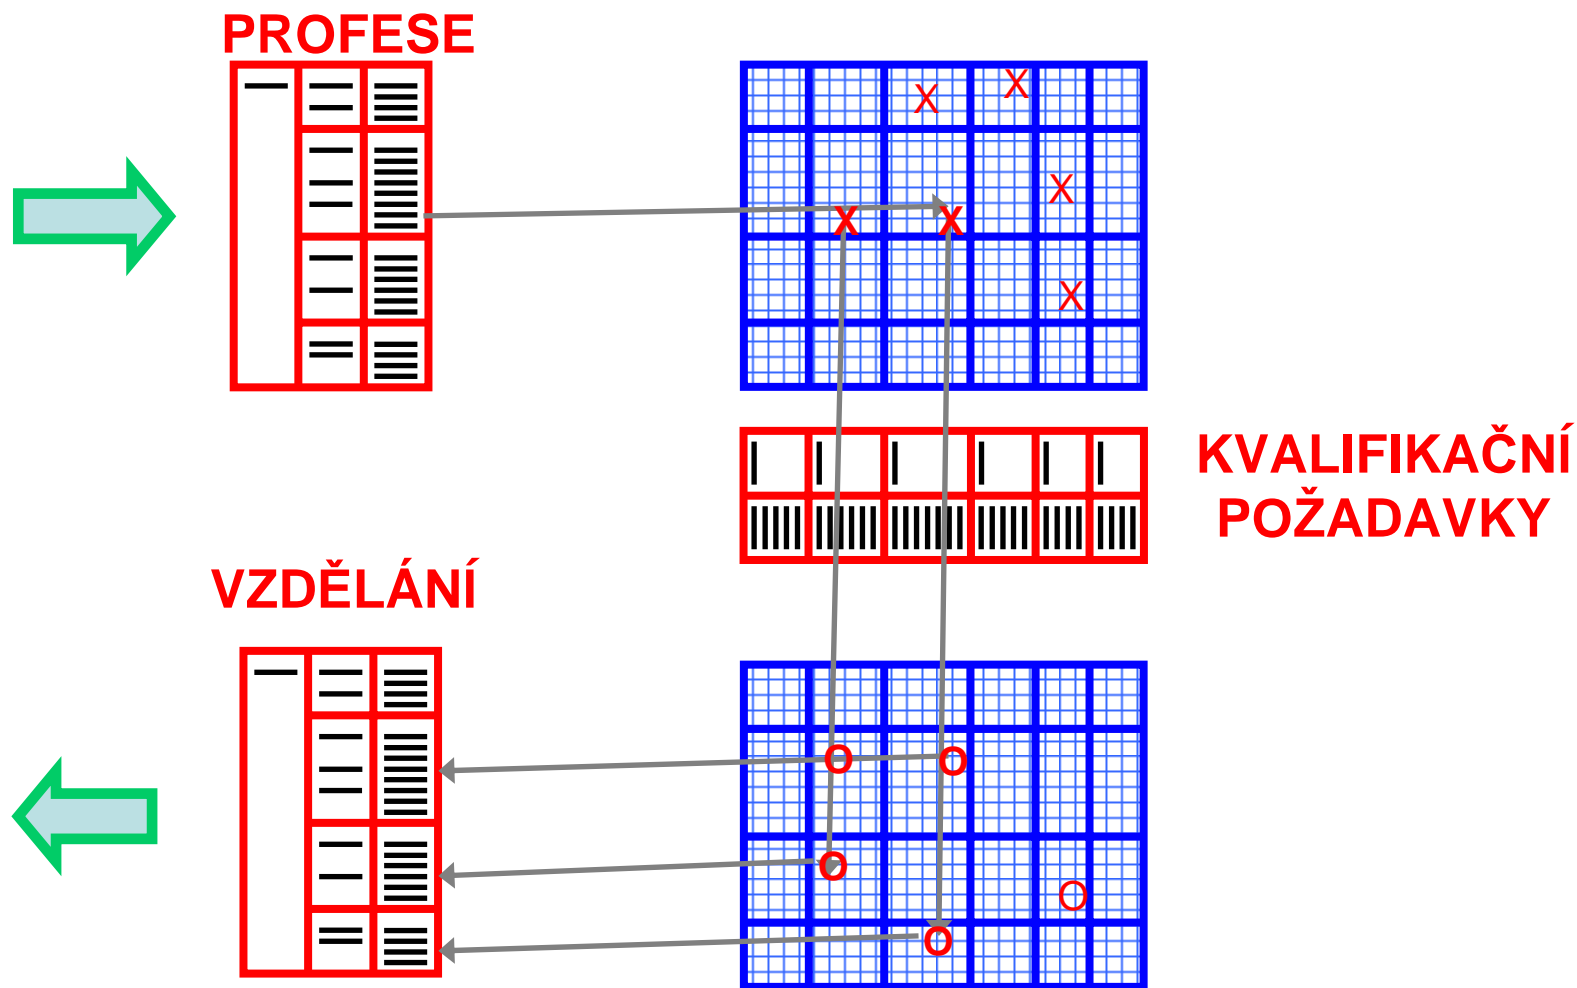 PROFESE
X
X
X
X X
X
KVALIFIKAČNÍ
POŽADAVKY
VZDĚLÁNÍ
O O
O
O
O